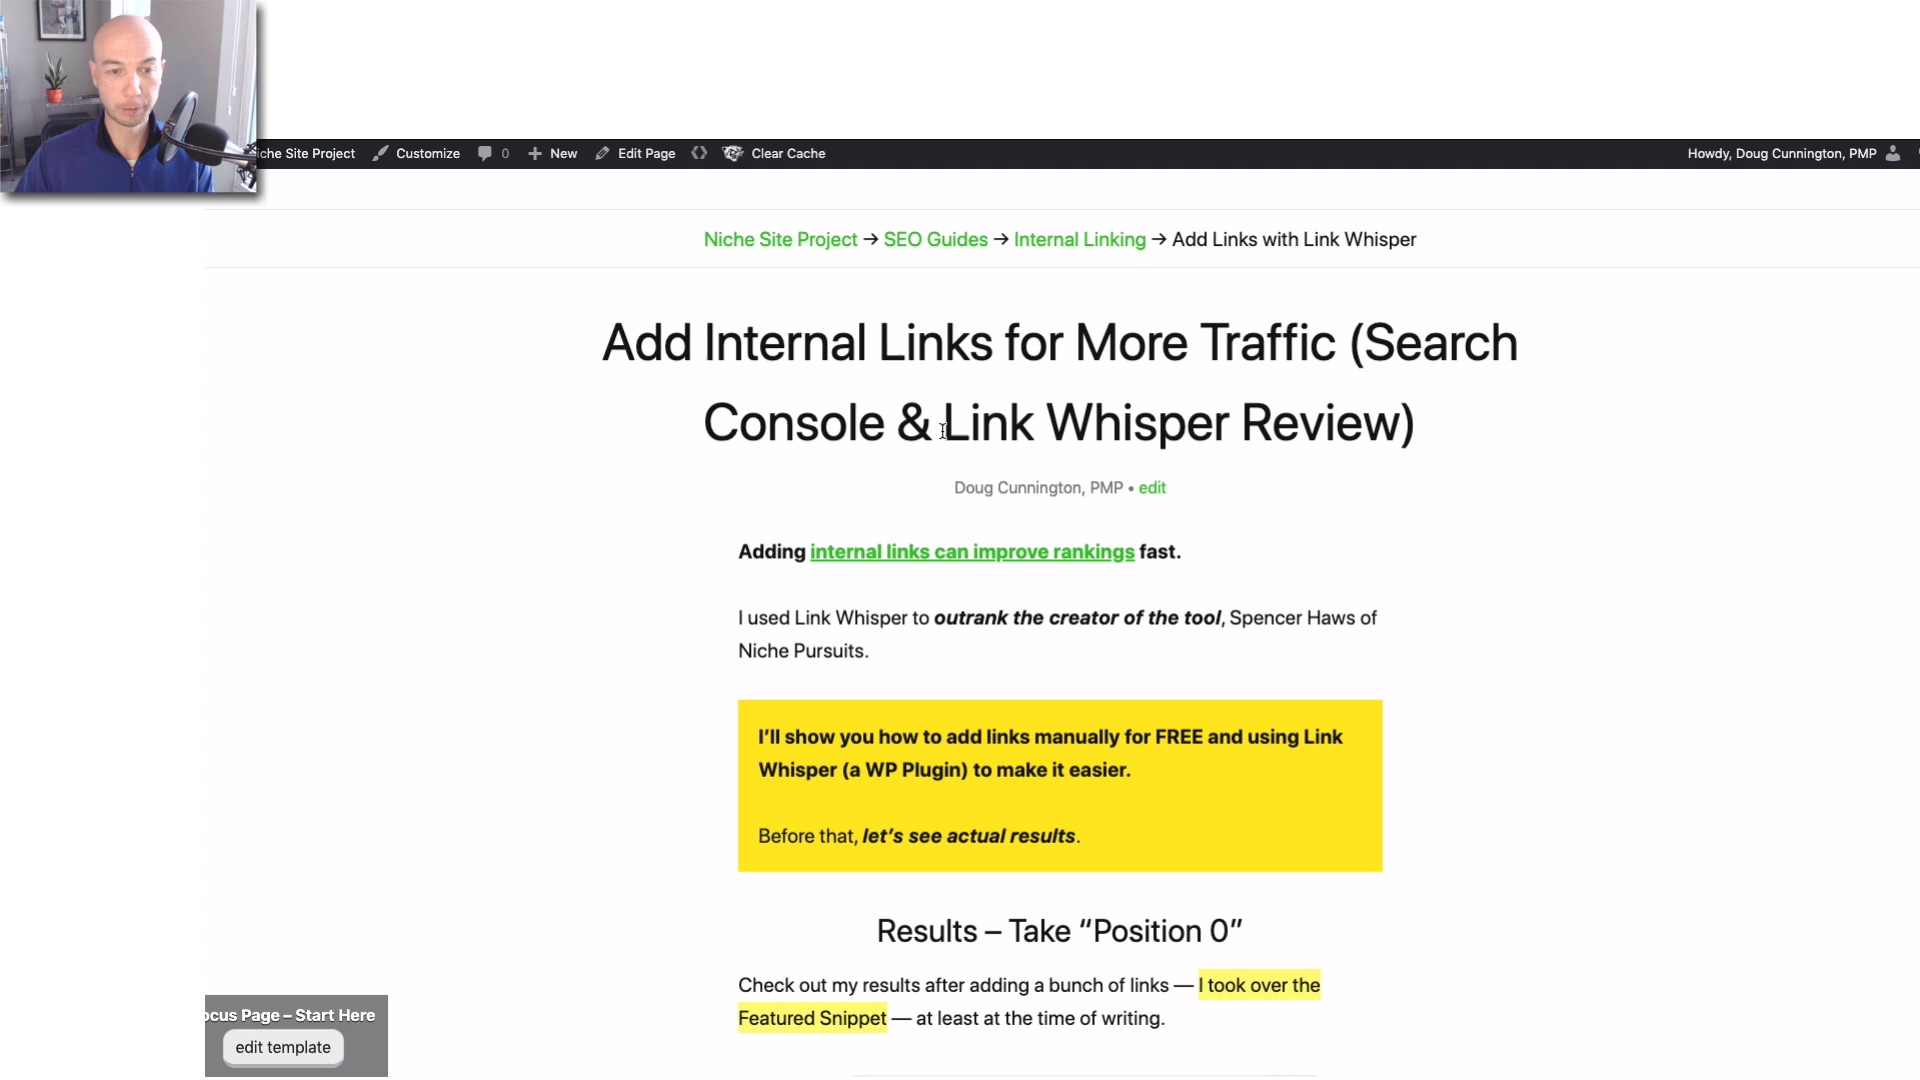 che Site Project Customize 0 New Edit Page Clear Cache Howdy, Doug Cunnington, PMP
Niche Site Project → SEO Guides → Internal Linking → Add Links with Link Whisper
Add Internal Links for More Traffic (Search
Console & Link Whisper Review)
Doug Cunnington, PMP • edit
Adding internal links can improve rankings fast.
I used Link Whisper to outrank the creator of the tool, Spencer Haws of
Niche Pursuits.
I’ll show you how to add links manually for FREE and using Link
Whisper (a WP Plugin) to make it easier.
Before that, let’s see actual results.
Results – Take “Position 0”
Check out my results after adding a bunch of links — I took over the
Featured Snippet — at least at the time of writing.
ocus Page – Start Here
edit template